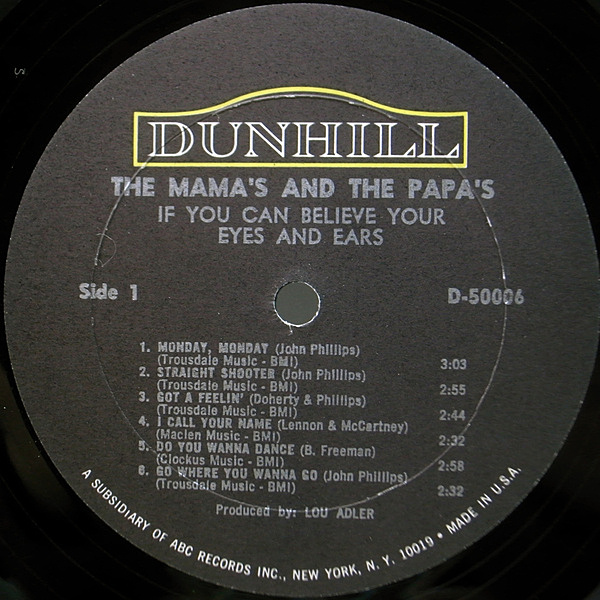 DUNHILL
THE MAMA'S AND THE PAPA'S
IF YOU CAN BELIEVE YOUR
EYES AND EARS
Side 1
D-50006
1. MONDAY, MONDAY (John Phillips)
(Trousdale Music - BMI) 3:03
2. STRAIGHT SHOOTER (John Phillips)
(Trousdale Music - BMI) 2:55
3. GOT A FEELIN' (Doherty & Phillips)
(Trousdale Music - BMI) 2:44
4. I CALL YOUR NAME (Lennon & McCartney)
(Maclen Music - BMI) 2:32
5. DO YOU WANNA DANCE (B. Freeman)
(Clockus Music - BMI) 2:58
6. GO WHERE YOU WANNA GO (John Phillips)
(Trousdale Music - BMI) 2:32
Produced by: LOU ADLER
A SUBSIDIARY OF ABC RECORDS INC., NEW YORK, N. Y. 10019 • MADE IN U.S.A.